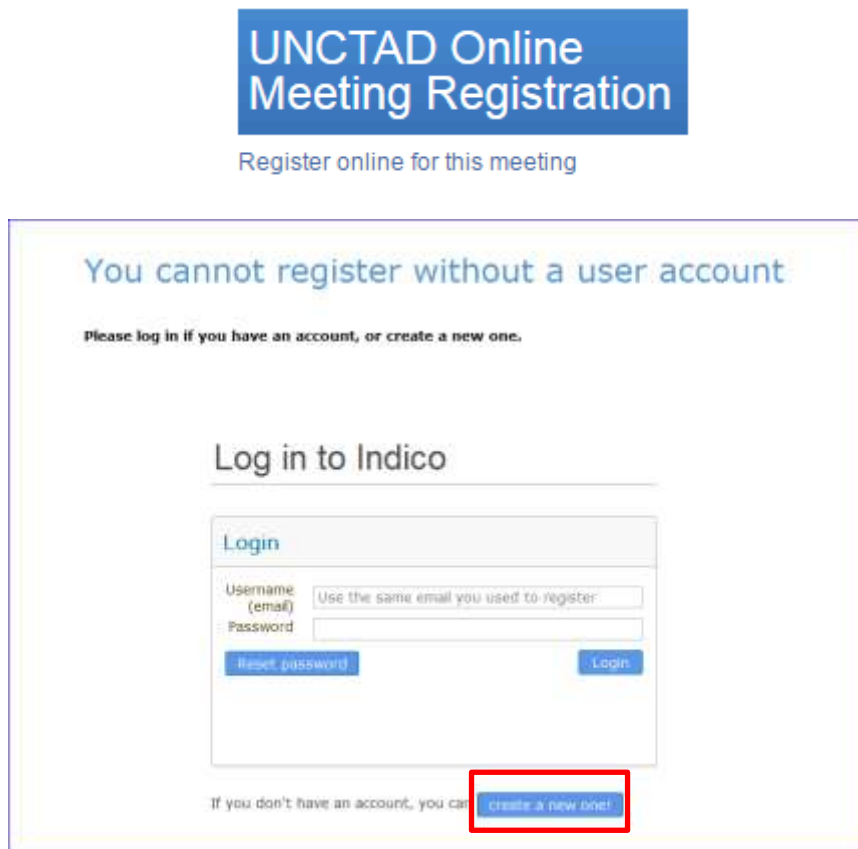 UNCTAD Online
Meeting Registration
Register online for this meeting
You cannot register without a user account
Please log in if you have an account, or create a new one.
Log in to Indico
Login
Username
(email)
Use the same email you used to register
Password
Reset password
Login
If you don't have an account, you can create a new one!